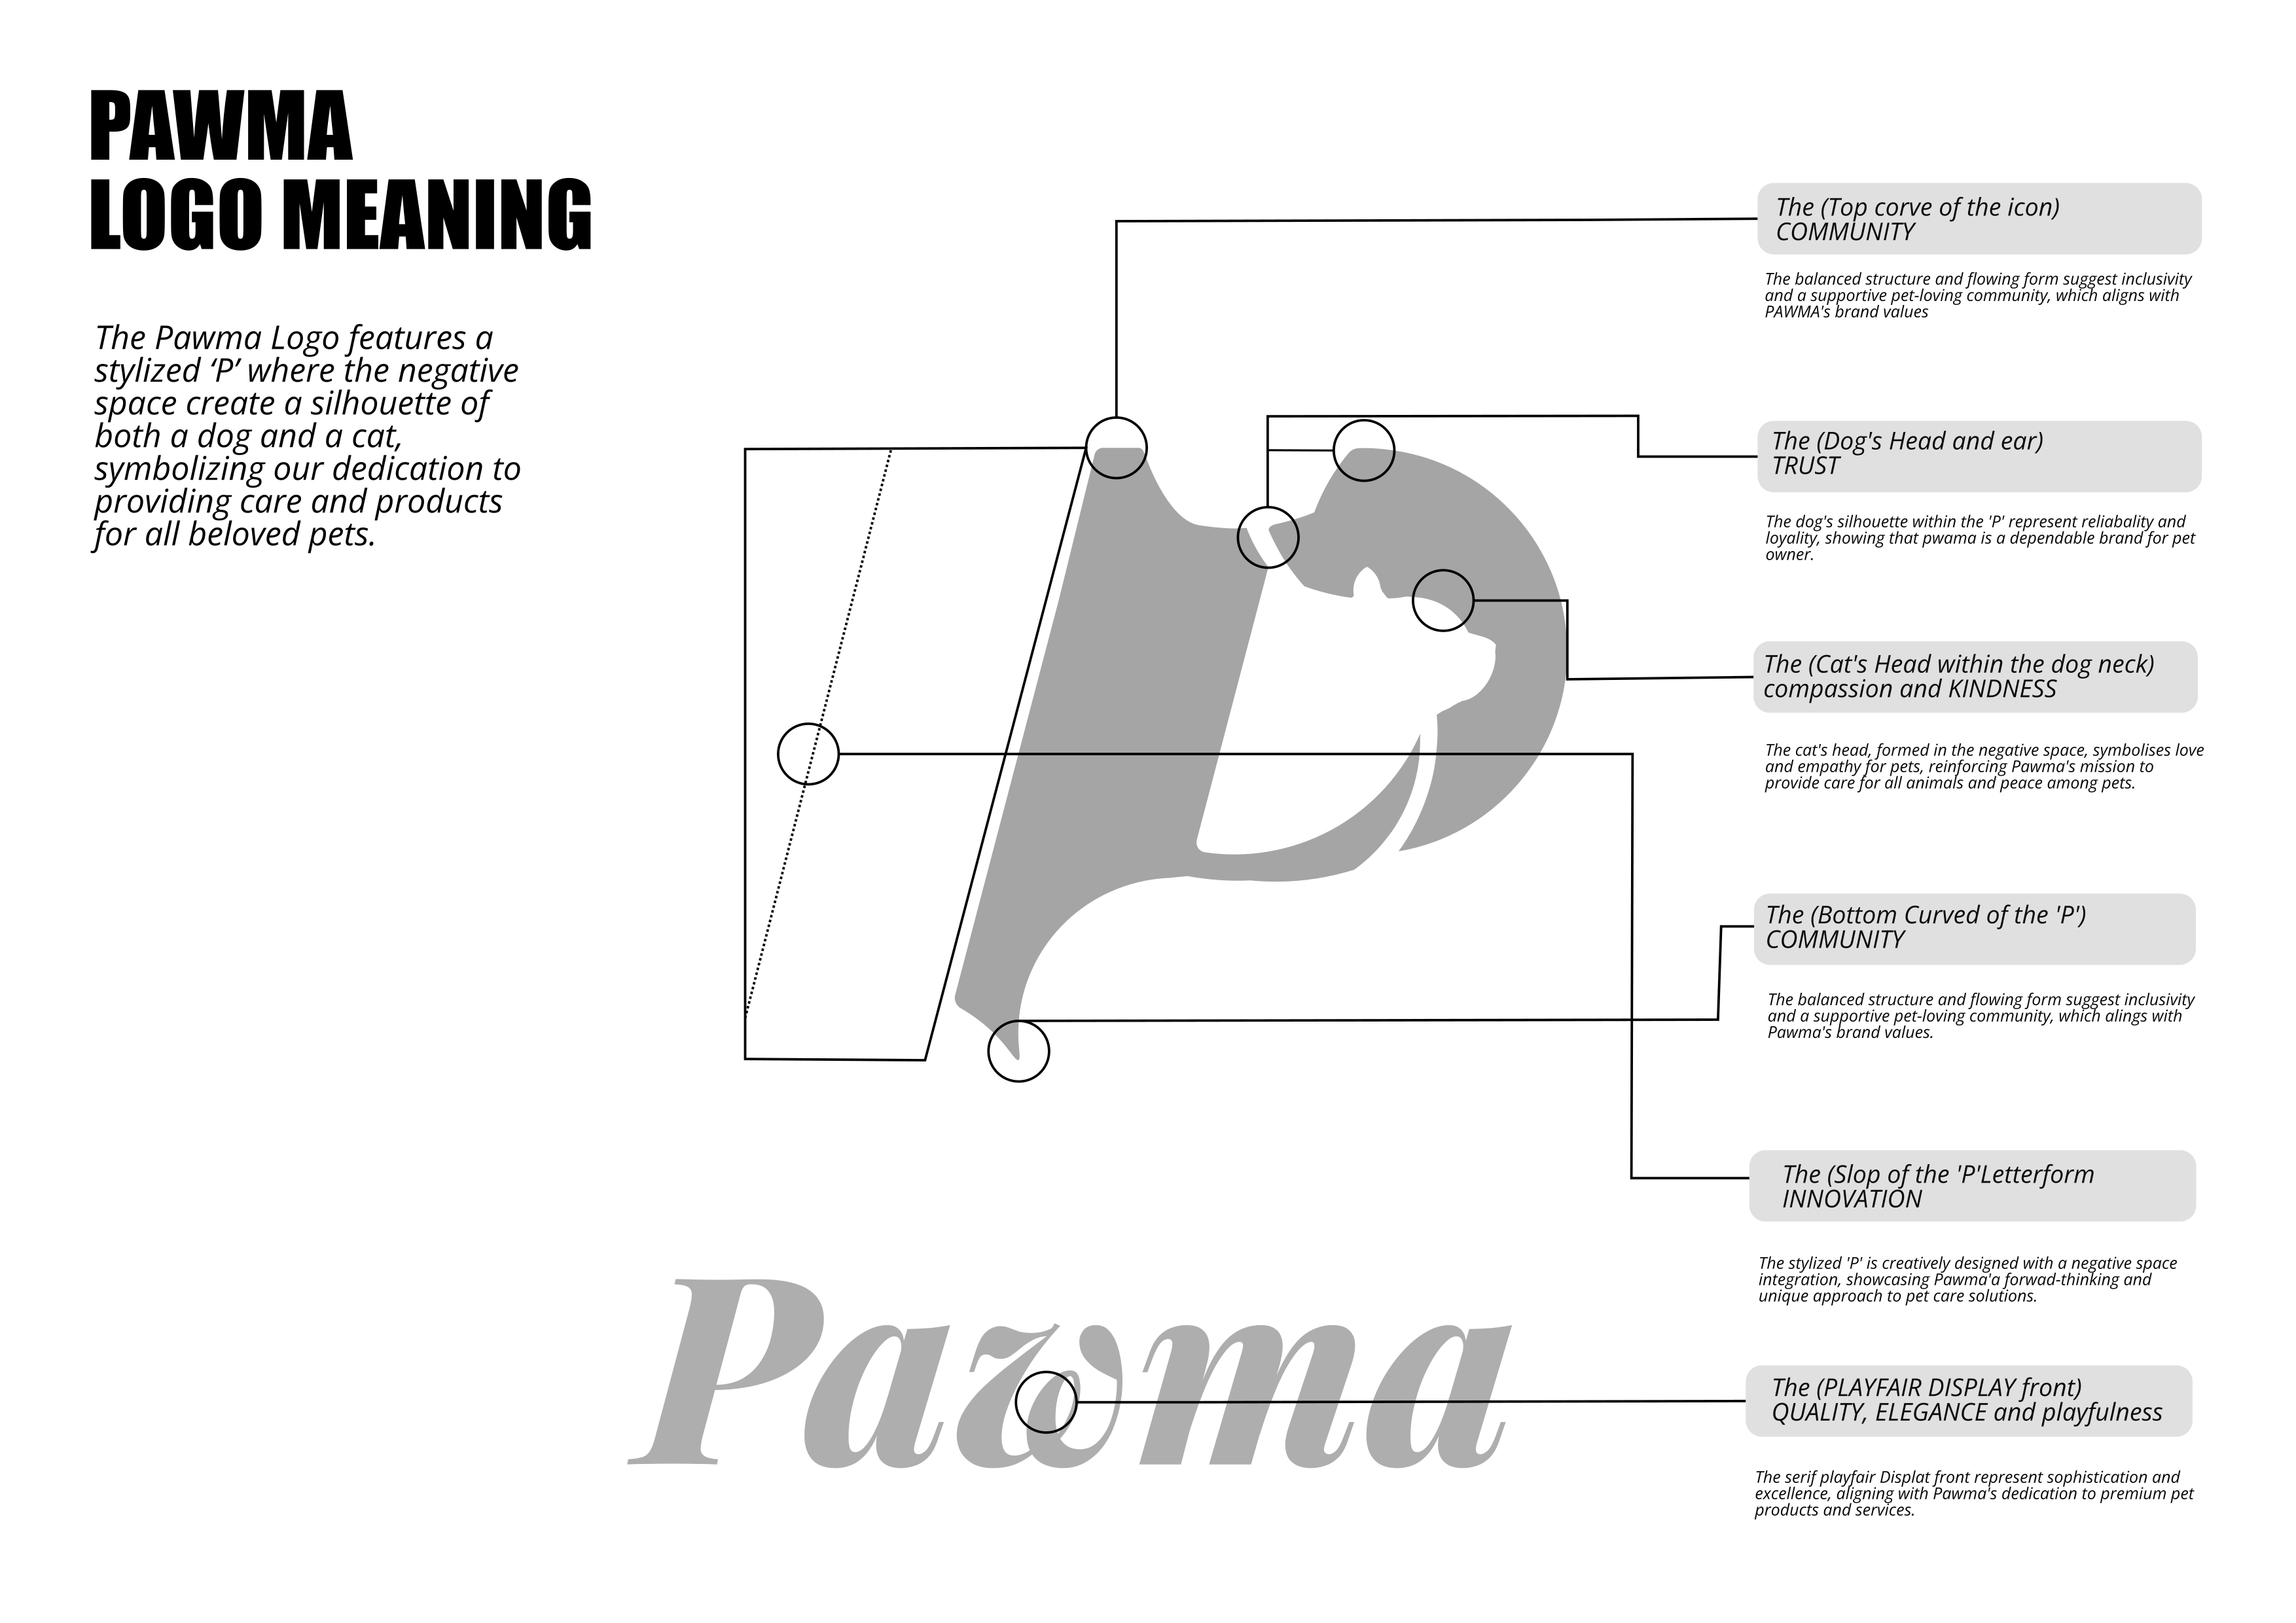 PAWMA
LOGO MEANING
The Pawma Logo features a
stylized ‘P’ where the negative
space create a silhouette of
both a dog and a cat,
symbolizing our dedication to
providing care and products
for all beloved pets.
The (Top corve of the icon)
COMMUNITY
The balanced structure and flowing form suggest inclusivity
and a supportive pet-loving community, which aligns with
PAWMA's brand values
The (Dog's Head and ear)
TRUST
The dog's silhouette within the 'P' represent reliabality and
loyality, showing that pwama is a dependable brand for pet
owner.
The (Cat's Head within the dog neck)
compassion and KINDNESS
The cat's head, formed in the negative space, symbolises love
and empathy for pets, reinforcing Pawma's mission to
provide care for all animals and peace among pets.
The (Bottom Curved of the 'P')
COMMUNITY
The balanced structure and flowing form suggest inclusivity
and a supportive pet-loving community, which alings with
Pawma's brand values.
The (Slop of the 'P'Letterform
INNOVATION
The stylized 'P' is creatively designed with a negative space
integration, showcasing Pawma'a forwad-thinking and
unique approach to pet care solutions.
Pawma
The (PLAYFAIR DISPLAY front)
QUALITY, ELEGANCE and playfulness
The serif playfair Displat front represent sophistication and
excellence, aligning with Pawma's dedication to premium pet
products and services.